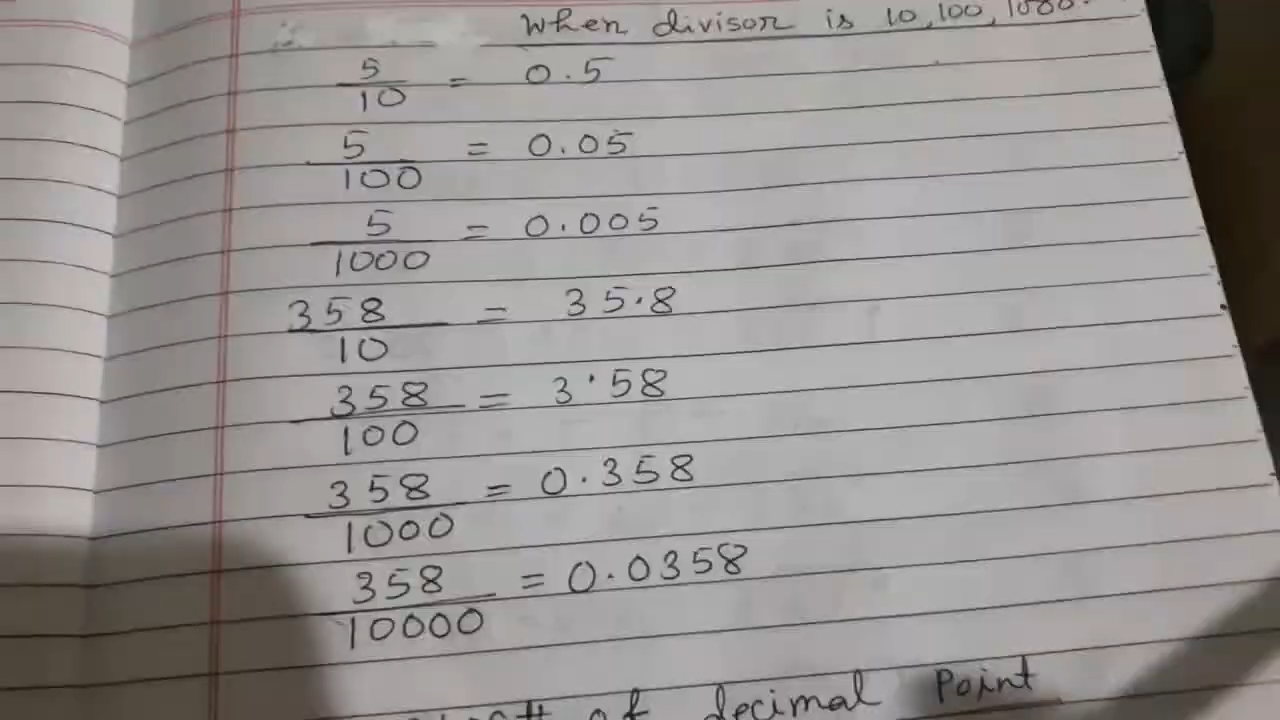 When divisor is 10, 100, 1000.
5/10 = 0.5
5/100 = 0.05
5/1000 = 0.005
358/10 = 35.8
358/100 = 3.58
358/1000 = 0.358
358/10000 = 0.0358
of decimal Point